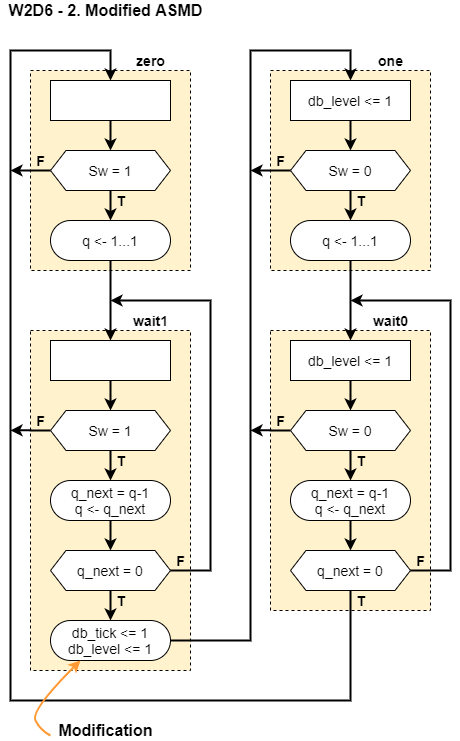 W2D6 - 2. Modified ASMD
zero
Sw = 1
F
T
q <- 1...1
wait1
Sw = 1
F
T
q_next = q-1
q <- q_next
q_next = 0
F
T
db_tick <= 1
db_level <= 1
Modification
one
db_level <= 1
Sw = 0
F
T
q <- 1...1
wait0
db_level <= 1
Sw = 0
F
T
q_next = q-1
q <- q_next
q_next = 0
F
T